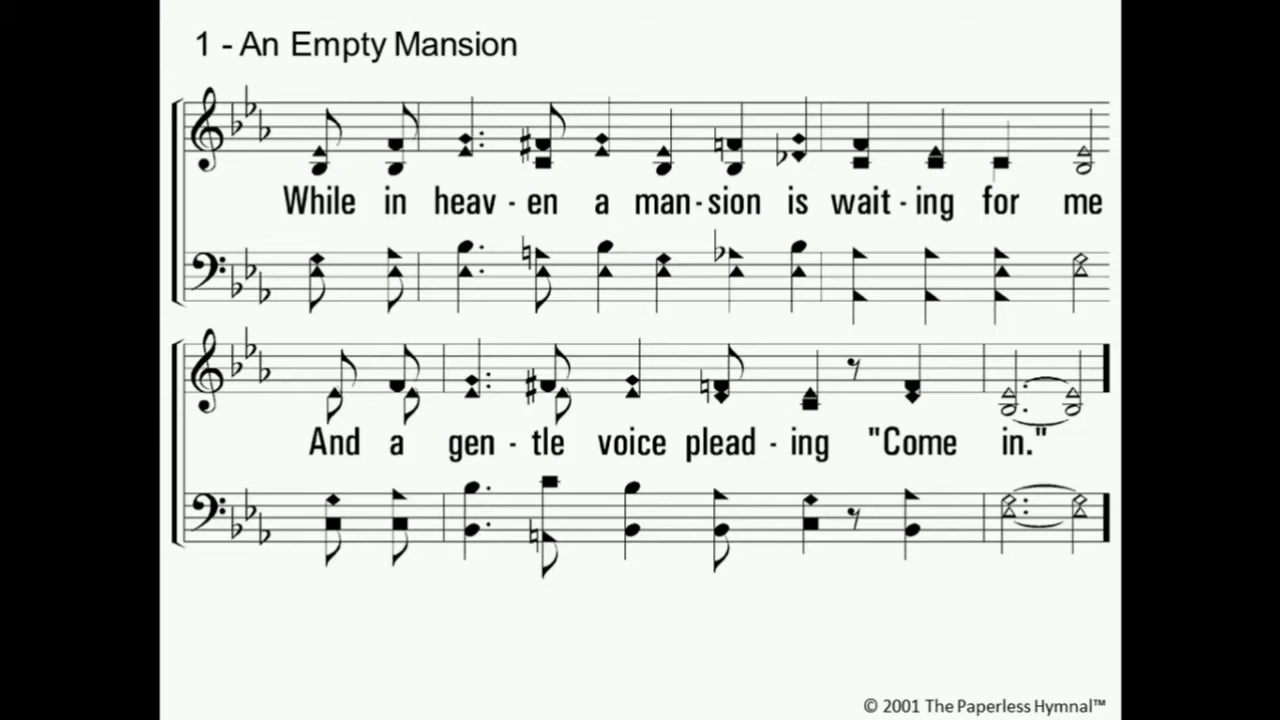 1 - An Empty Mansion
While in heav - en a man - sion is wait - ing for me
And a gen - tle voice plead - ing "Come in."
© 2001 The Paperless Hymnal™